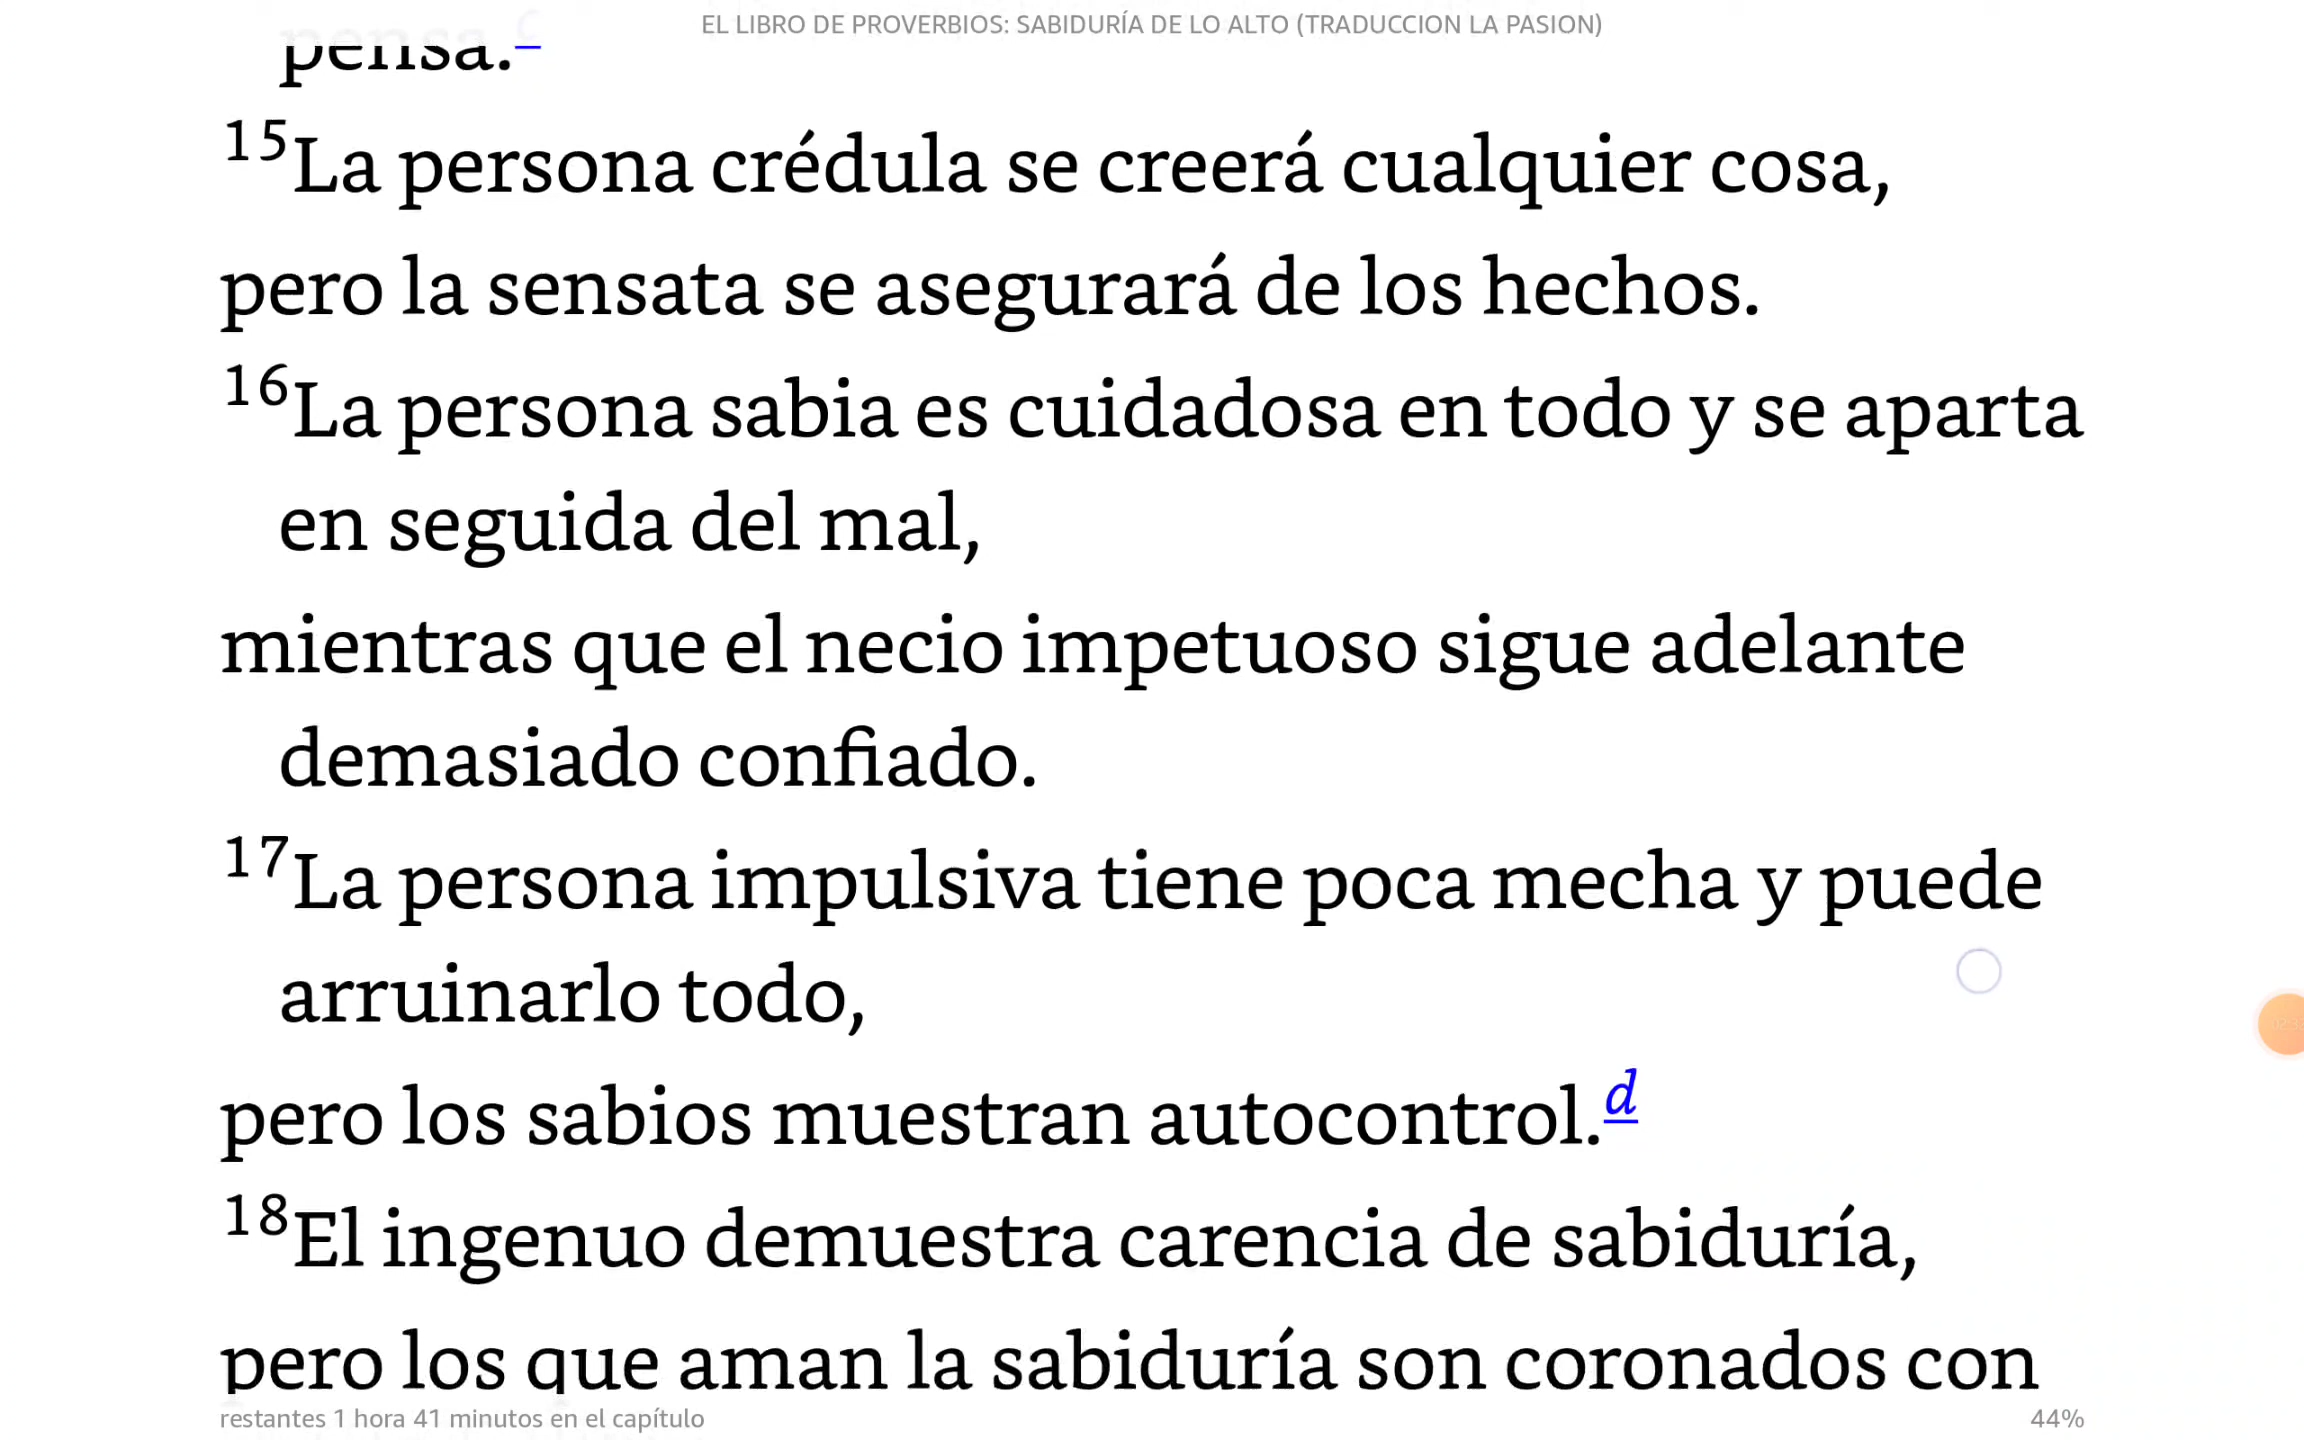 EL LIBRO DE PROVERBIOS: SABIDURÍA DE LO ALTO (TRADUCCION LA PASION)
pensa.c
15La persona crédula se creerá cualquier cosa,
pero la sensata se asegurará de los hechos.
16La persona sabia es cuidadosa en todo y se aparta
en seguida del mal,
mientras que el necio impetuoso sigue adelante
demasiado confiado.
17La persona impulsiva tiene poca mecha y puede
arruinarlo todo,
pero los sabios muestran autocontrol.d
18El ingenuo demuestra carencia de sabiduría,
pero los que aman la sabiduría son coronados con
restantes 1 hora 41 minutos en el capítulo
44%